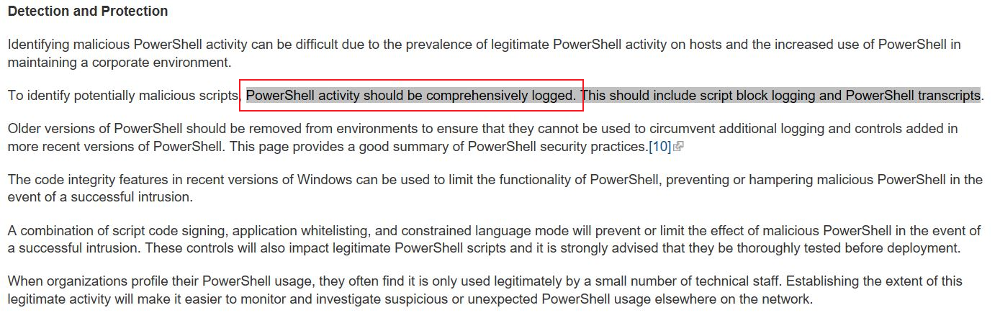 Detection and Protection
Identifying malicious PowerShell activity can be difficult due to the prevalence of legitimate PowerShell activity on hosts and the increased use of PowerShell in
maintaining a corporate environment.
To identify potentially malicious scripts, PowerShell activity should be comprehensively logged. This should include script block logging and PowerShell transcripts.
Older versions of PowerShell should be removed from environments to ensure that they cannot be used to circumvent additional logging and controls added in
more recent versions of PowerShell. This page provides a good summary of PowerShell security practices.[10]
The code integrity features in recent versions of Windows can be used to limit the functionality of PowerShell, preventing or hampering malicious PowerShell in the
event of a successful intrusion.
A combination of script code signing, application whitelisting, and constrained language mode will prevent or limit the effect of malicious PowerShell in the event of
a successful intrusion. These controls will also impact legitimate PowerShell scripts and it is strongly advised that they be thoroughly tested before deployment.
When organizations profile their PowerShell usage, they often find it is only used legitimately by a small number of technical staff. Establishing the extent of this
legitimate activity will make it easier to monitor and investigate suspicious or unexpected PowerShell usage elsewhere on the network.